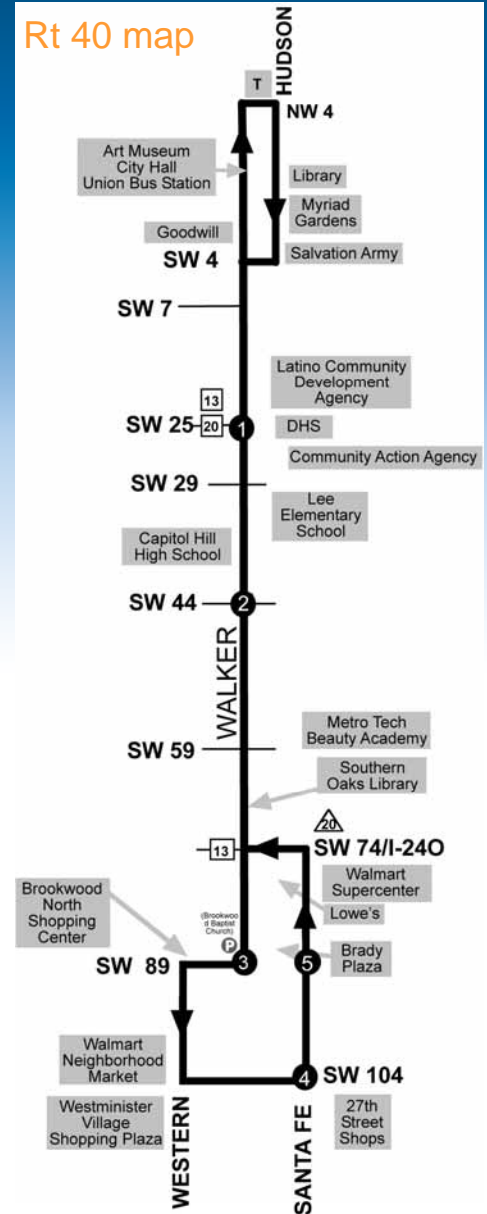 Rt 40 map
HUDSON
T
NW 4
Art Museum
City Hall
Union Bus Station
Library
Myriad
Gardens
Goodwill
SW 4
Salvation Army
SW 7
Latino Community
Development
Agency
13
SW 25
20
1
DHS
Community Action Agency
SW 29
Lee
Elementary
School
Capitol Hill
High School
SW 44
2
WALKER
Metro Tech
Beauty Academy
SW 59
Southern
Oaks Library
20
13
SW 74/I-24O
Walmart
Supercenter
Lowe's
Brookwood
North
Shopping
Center
(Brookwoo
d Baptist
Church)
P
Brady
Plaza
SW 89
3
5
Walmart
Neighborhood
Market
4
SW 104
Westminister
Village
Shopping Plaza
27th
Street
Shops
WESTERN
SANTA FE